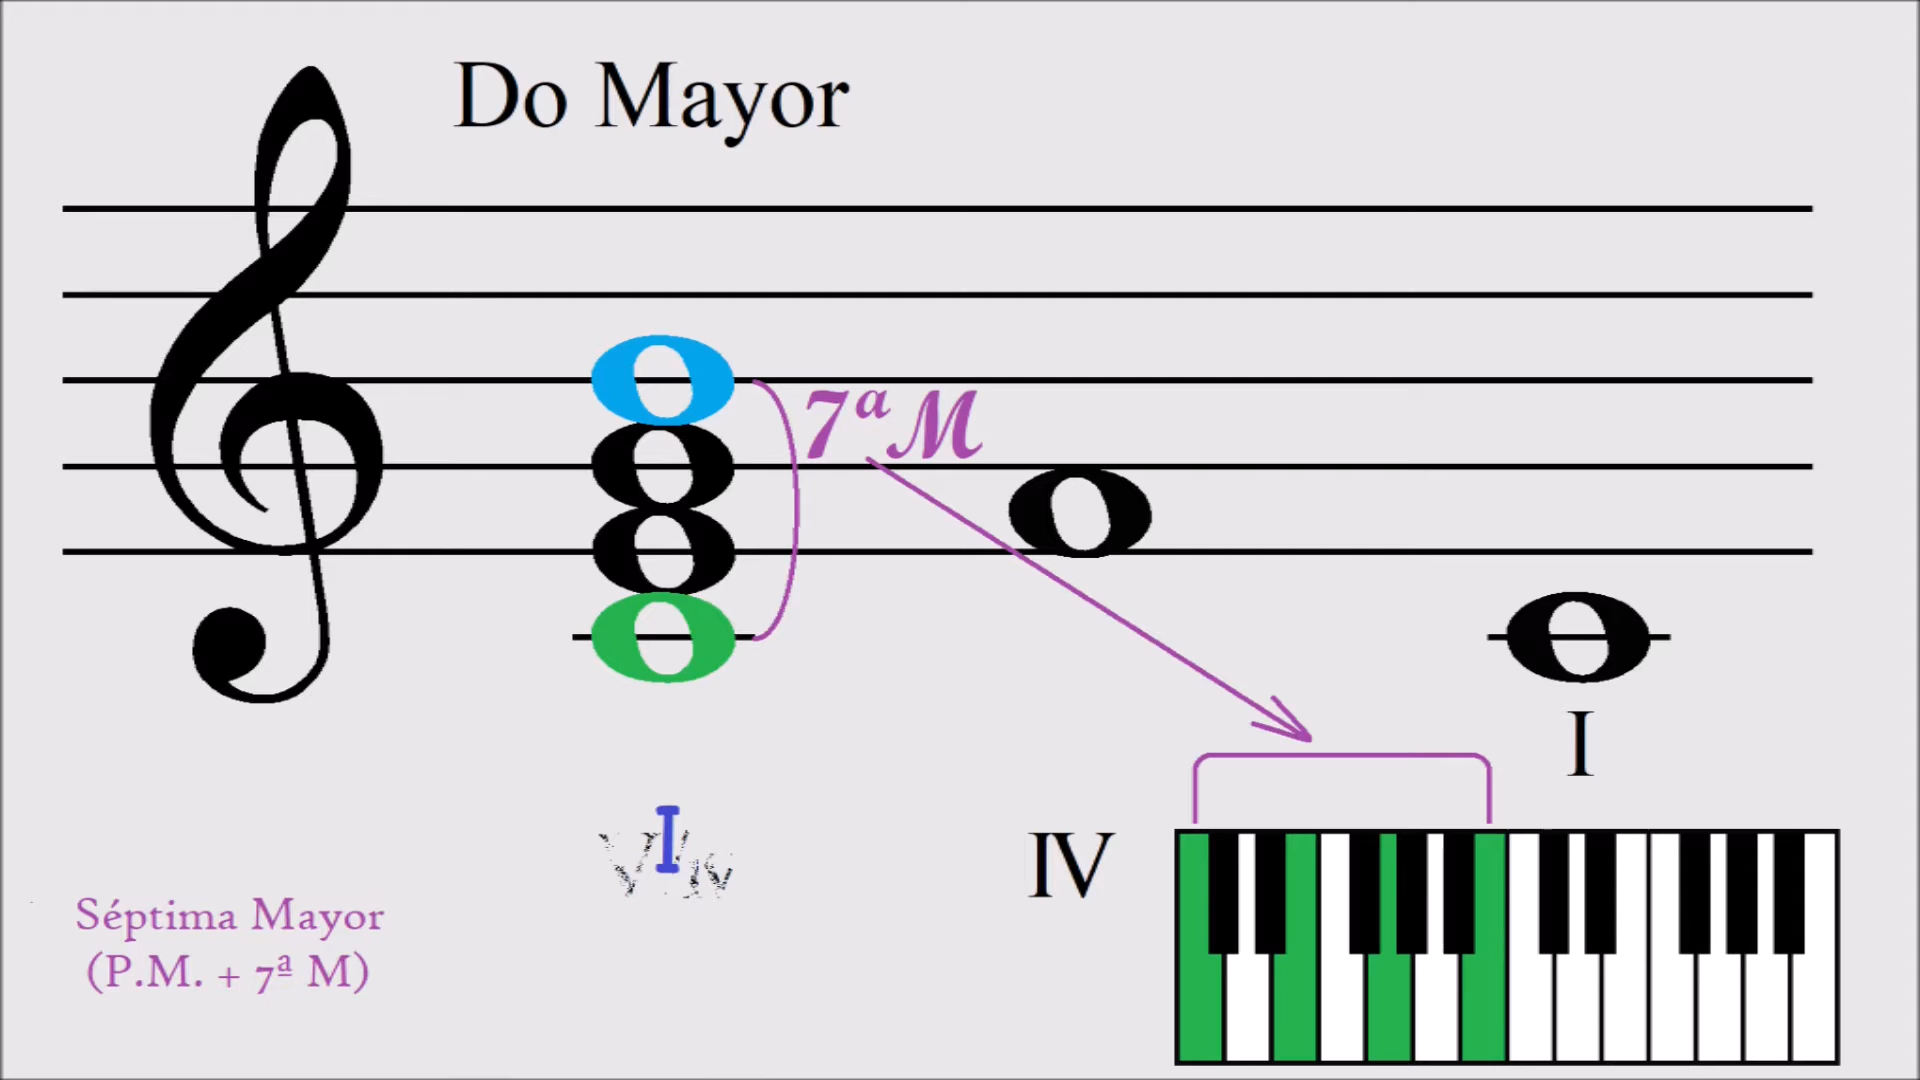 Do Mayor
7ª M
I
I
IV
Séptima Mayor
(P.M. + 7ª M)